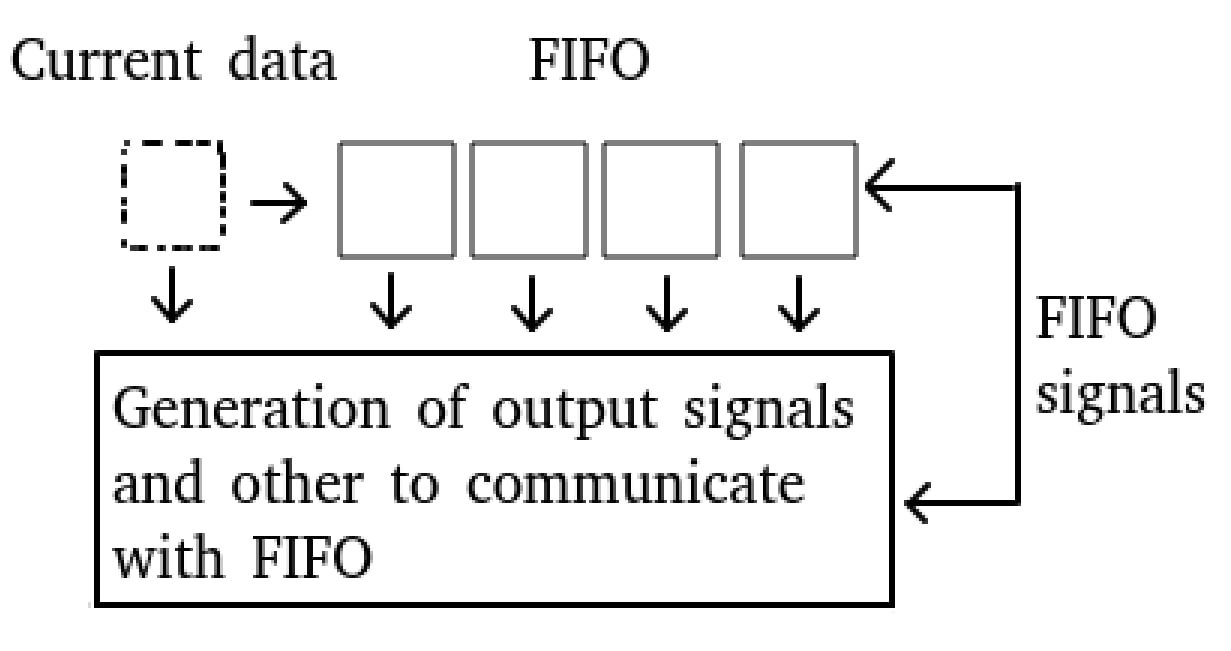 Current data
FIFO
FIFO
signals
Generation of output signals
and other to communicate
with FIFO